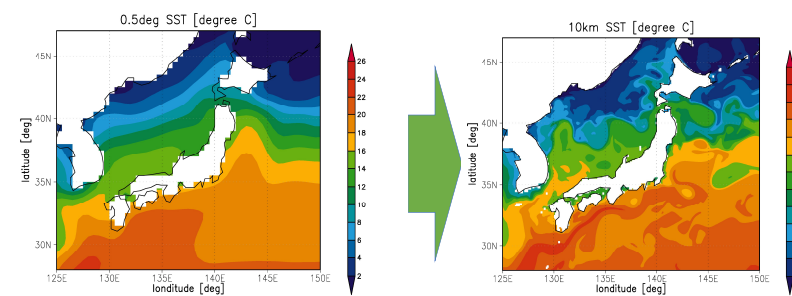 0.5deg SST [degree C]
45N
40N
35N
30N
125E 130E 135E 140E 145E 150E
latitude [deg]
londitude [deg]
26
24
22
20
18
16
14
12
10
8
6
4
2
10km SST [degree C]
45N
40N
35N
30N
125E 130E 135E 140E 145E 150E
latitude [deg]
londitude [deg]